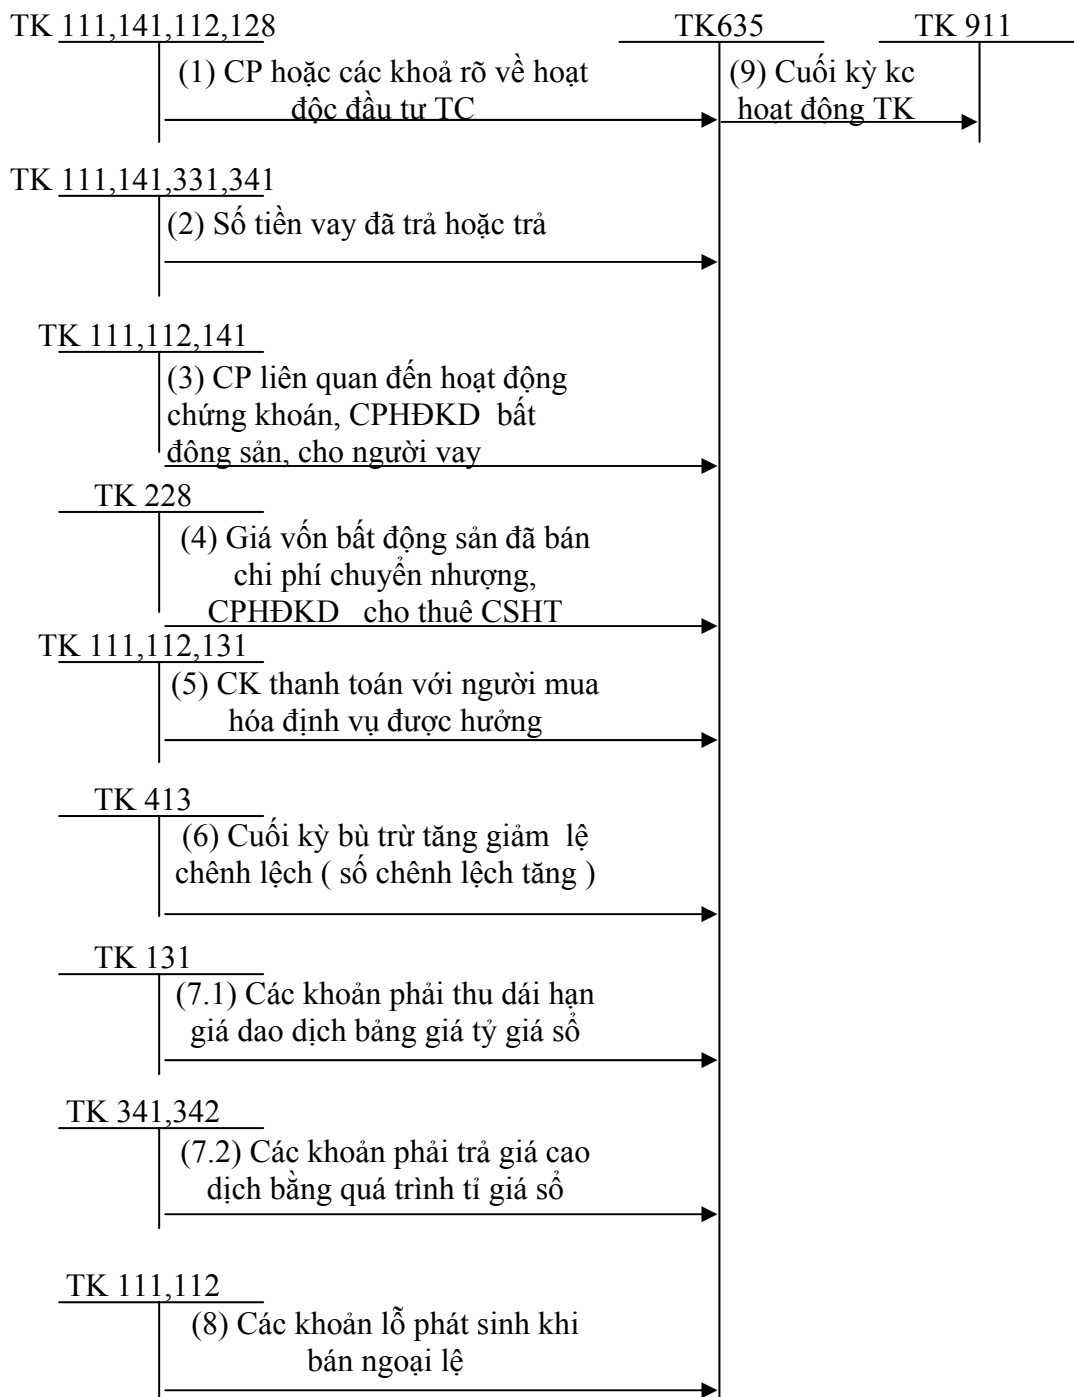 TK 111,141,112,128 TK635 TK 911
(1) CP hoặc các khoả rõ về hoạt
độc đầu tư TC
(9) Cuối kỳ kc
hoạt động TK
TK 111,141,331,341
(2) Số tiền vay đã trả hoặc trả
TK 111,112,141
(3) CP liên quan đến hoạt động
chứng khoán, CPHĐKD bất
đông sản, cho người vay
TK 228
(4) Giá vốn bất động sản đã bán
chi phí chuyển nhượng,
CPHĐKD cho thuê CSHT
TK 111,112,131
(5) CK thanh toán với người mua
hóa định vụ được hưởng
TK 413
(6) Cuối kỳ bù trừ tăng giảm lệ
chênh lệch ( số chênh lệch tăng )
TK 131
(7.1) Các khoản phải thu dái hạn
giá dao dịch bảng giá tỷ giá sổ
TK 341,342
(7.2) Các khoản phải trả giá cao
dịch bằng quá trình tỉ giá sổ
TK 111,112
(8) Các khoản lỗ phát sinh khi
bán ngoại lệ